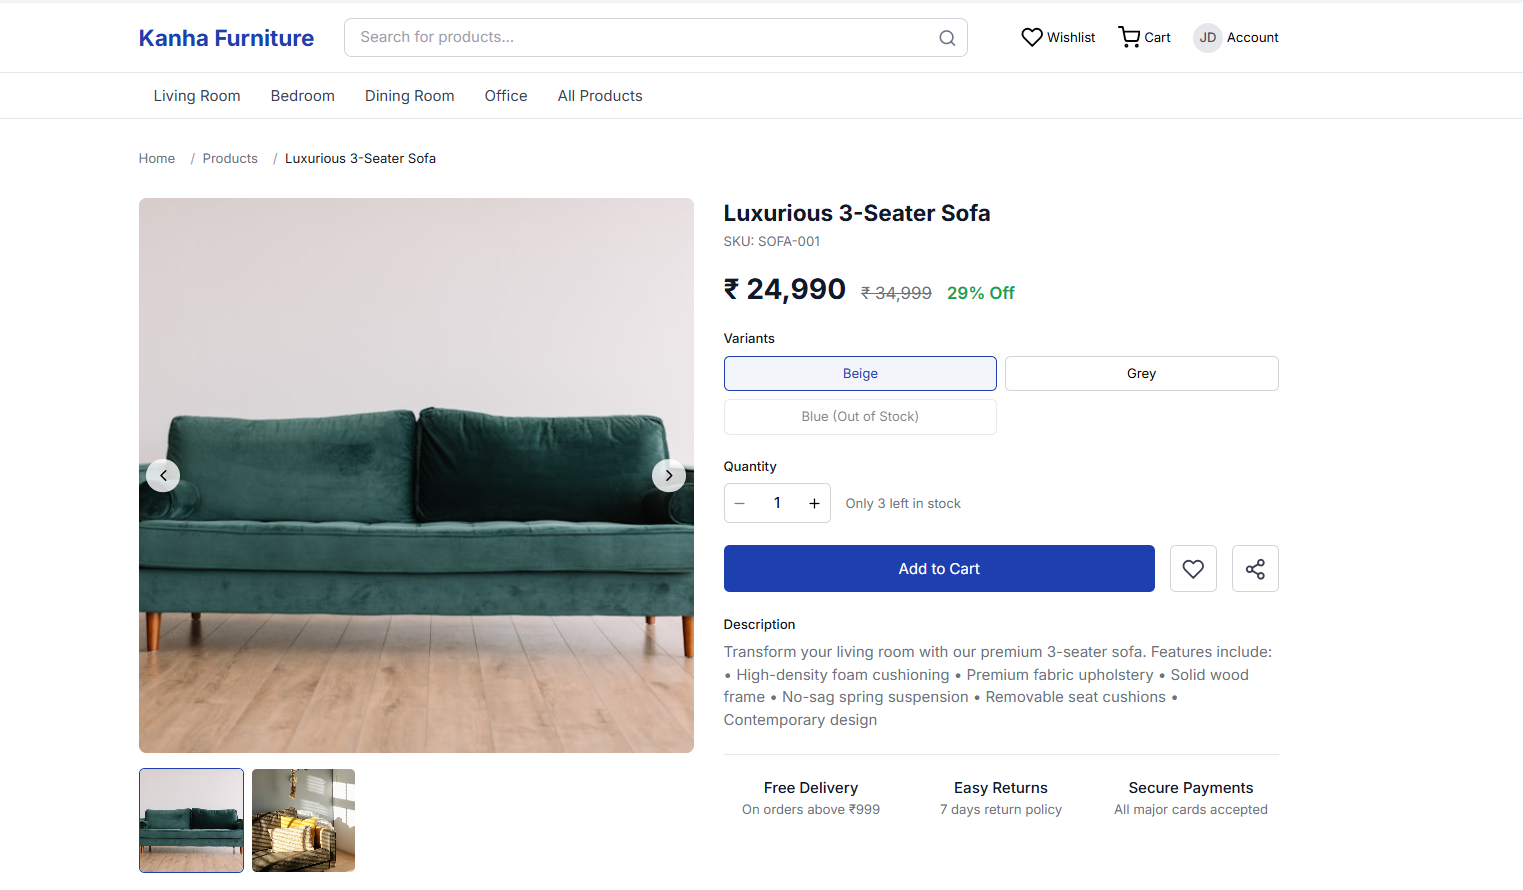 Kanha Furniture
Search for products...
Wishlist
Cart
JD
Account
Living Room
Bedroom
Dining Room
Office
All Products
Home / Products / Luxurious 3-Seater Sofa
Luxurious 3-Seater Sofa
SKU: SOFA-001
₹ 24,990 ₹ 34,999 29% Off
Variants
Beige
Grey
Blue (Out of Stock)
Quantity
− 1 + Only 3 left in stock
Add to Cart
Description
Transform your living room with our premium 3-seater sofa. Features include:
• High-density foam cushioning • Premium fabric upholstery • Solid wood
frame • No-sag spring suspension • Removable seat cushions •
Contemporary design
Free Delivery
On orders above ₹999
Easy Returns
7 days return policy
Secure Payments
All major cards accepted